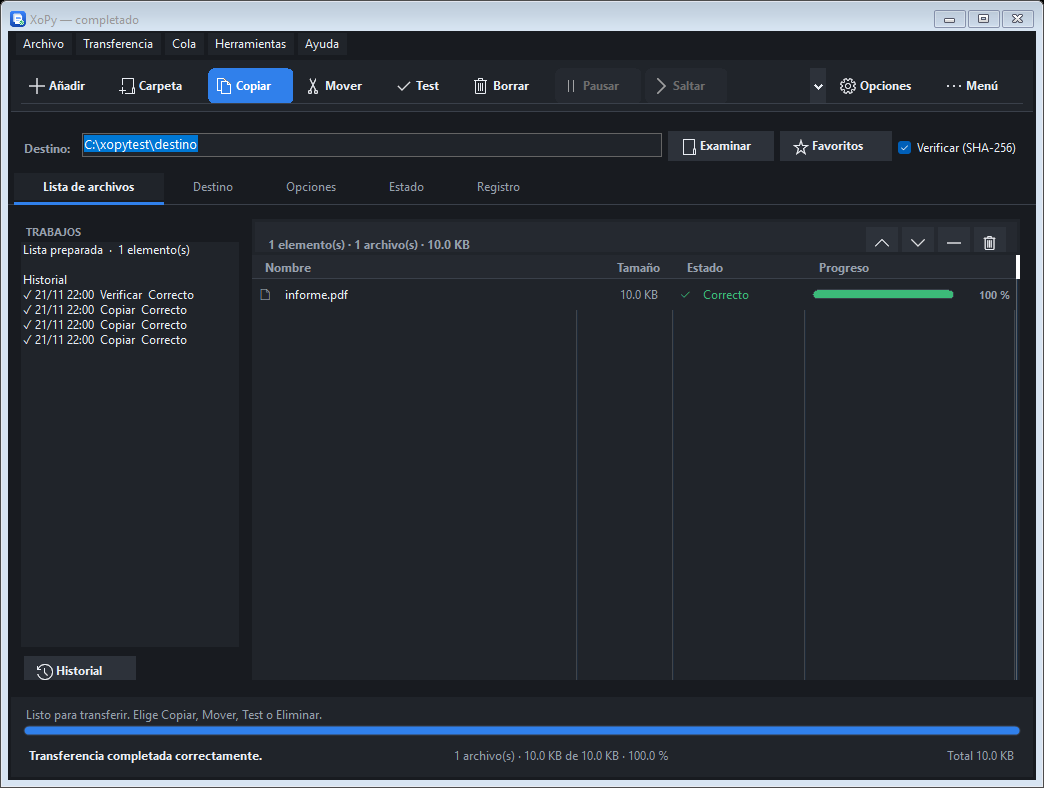 XoPy — completado
Archivo Transferencia Cola Herramientas Ayuda
Añadir Carpeta Copiar Mover Test Borrar Pausar Saltar Opciones ··· Menú
Destino: C:\xopytest\destino Examinar Favoritos Verificar (SHA-256)
Lista de archivos Destino Opciones Estado Registro
TRABAJOS
Lista preparada · 1 elemento(s)
Historial
✓ 21/11 22:00 Verificar Correcto
✓ 21/11 22:00 Copiar Correcto
✓ 21/11 22:00 Copiar Correcto
✓ 21/11 22:00 Copiar Correcto
Historial
1 elemento(s) · 1 archivo(s) · 10.0 KB
Nombre Tamaño Estado Progreso
informe.pdf 10.0 KB ✓ Correcto 100 %
Listo para transferir. Elige Copiar, Mover, Test o Eliminar.
Transferencia completada correctamente. 1 archivo(s) · 10.0 KB de 10.0 KB · 100.0 % Total 10.0 KB